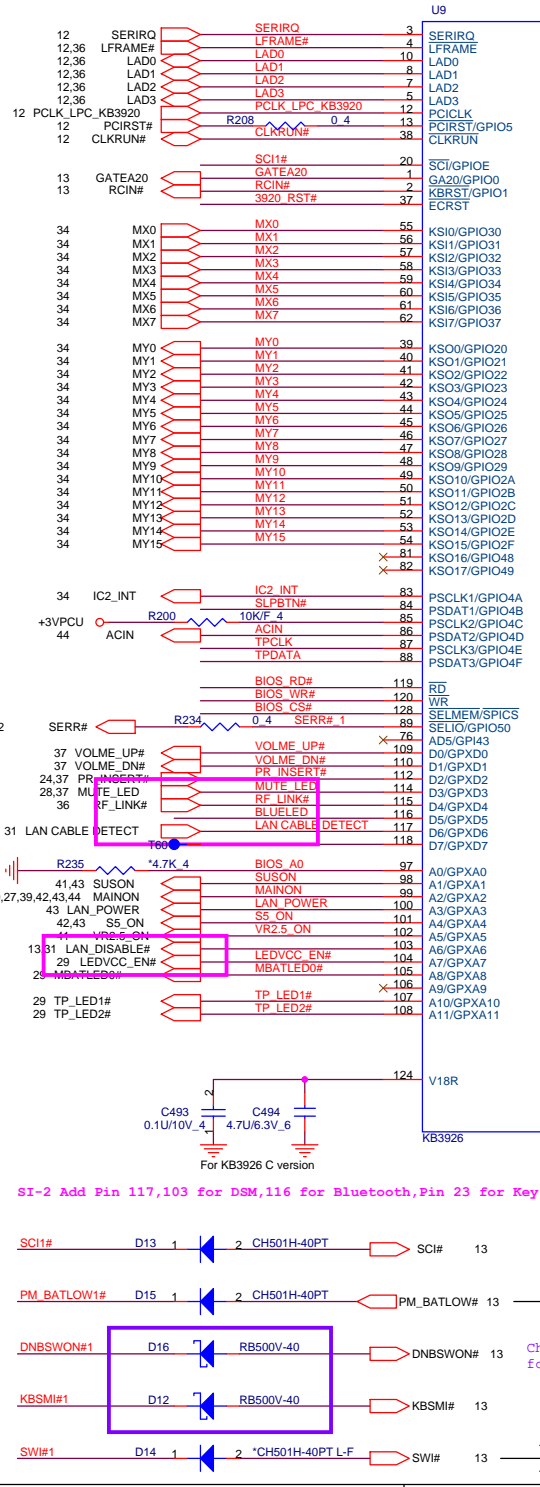 U9
12 SERIRQ SERIRQ 3 SERIRQ
12,36 LFRAME# LFRAME# 4 LFRAME
12,36 LAD0 LAD0 10 LAD0
12,36 LAD1 LAD1 8 LAD1
12,36 LAD2 LAD2 7 LAD2
12,36 LAD3 LAD3 5 LAD3
12 PCLK_LPC_KB3920 PCLK_LPC_KB3920 12 PCICLK
12 PCIRST# R208 0_4 13 PCIRST/GPIO5
12 CLKRUN# CLKRUN# 38 CLKRUN
SCI1# 20 SCI/GPIOE
13 GATEA20 GATEA20 1 GA20/GPIO0
13 RCIN# RCIN# 2 KBRST/GPIO1
3920_RST# 37 ECRST
34 MX0 MX0 55 KSI0/GPIO30
34 MX1 MX1 56 KSI1/GPIO31
34 MX2 MX2 57 KSI2/GPIO32
34 MX3 MX3 58 KSI3/GPIO33
34 MX4 MX4 59 KSI4/GPIO34
34 MX5 MX5 60 KSI5/GPIO35
34 MX6 MX6 61 KSI6/GPIO36
34 MX7 MX7 62 KSI7/GPIO37
34 MY0 MY0 39 KSO0/GPIO20
34 MY1 MY1 40 KSO1/GPIO21
34 MY2 MY2 41 KSO2/GPIO22
34 MY3 MY3 42 KSO3/GPIO23
34 MY4 MY4 43 KSO4/GPIO24
34 MY5 MY5 44 KSO5/GPIO25
34 MY6 MY6 45 KSO6/GPIO26
34 MY7 MY7 46 KSO7/GPIO27
34 MY8 MY8 47 KSO8/GPIO28
34 MY9 MY9 48 KSO9/GPIO29
34 MY10 MY10 49 KSO10/GPIO2A
34 MY11 MY11 50 KSO11/GPIO2B
34 MY12 MY12 51 KSO12/GPIO2C
34 MY13 MY13 52 KSO13/GPIO2D
34 MY14 MY14 53 KSO14/GPIO2E
34 MY15 MY15 54 KSO15/GPIO2F
81 KSO16/GPIO48
82 KSO17/GPIO49
34 IC2_INT IC2_INT 83 PSCLK1/GPIO4A
SLPBTN# 84 PSDAT1/GPIO4B
+3VPCU R200 10K/F_4 85 PSCLK2/GPIO4C
44 ACIN ACIN 86 PSDAT2/GPIO4D
TPCLK 87 PSCLK3/GPIO4E
TPDATA 88 PSDAT3/GPIO4F
BIOS_RD# 119 RD
BIOS_WR# 120 WR
BIOS_CS# 128 SELMEM/SPICS
2 SERR# R234 0_4 SERR#_1 89 SELIO/GPIO50
76 AD5/GPI43
37 VOLME_UP# VOLME_UP# 109 D0/GPXD0
37 VOLME_DN# VOLME_DN# 110 D1/GPXD1
24,37 PR_INSERT# PR_INSERT# 112 D2/GPXD2
28,37 MUTE_LED MUTE_LED 114 D3/GPXD3
36 RF_LINK# RF_LINK# 115 D4/GPXD4
BLUELED 116 D5/GPXD5
31 LAN CABLE DETECT LAN CABLE DETECT 117 D6/GPXD6
T60 118 D7/GPXD7
R235 *4.7K_4 BIOS_A0 97 A0/GPXA0
41,43 SUSON SUSON 98 A1/GPXA1
,27,39,42,43,44 MAINON MAINON 99 A2/GPXA2
43 LAN_POWER LAN_POWER 100 A3/GPXA3
42,43 S5_ON S5_ON 101 A4/GPXA4
41 VR2.5_ON VR2.5_ON 102 A5/GPXA5
13,31 LAN_DISABLE# 103 A6/GPXA6
29 LEDVCC_EN# LEDVCC_EN# 104 A7/GPXA7
29 MBATLED0# MBATLED0# 105 A8/GPXA8
106 A9/GPXA9
29 TP_LED1# TP_LED1# 107 A10/GPXA10
29 TP_LED2# TP_LED2# 108 A11/GPXA11
124 V18R
2 C493 C494
0.1U/10V_4 4.7U/6.3V_6
1
KB3926
For KB3926 C version
SI-2 Add Pin 117,103 for DSM,116 for Bluetooth,Pin 23 for Key
SCI1# D13 1 2 CH501H-40PT SCI# 13
PM_BATLOW1# D15 1 2 CH501H-40PT PM_BATLOW# 13
DNBSWON#1 D16 RB500V-40 DNBSWON# 13 Ch
fo
KBSMI#1 D12 RB500V-40 KBSMI# 13
SWI#1 D14 1 2 *CH501H-40PT L-F SWI# 13